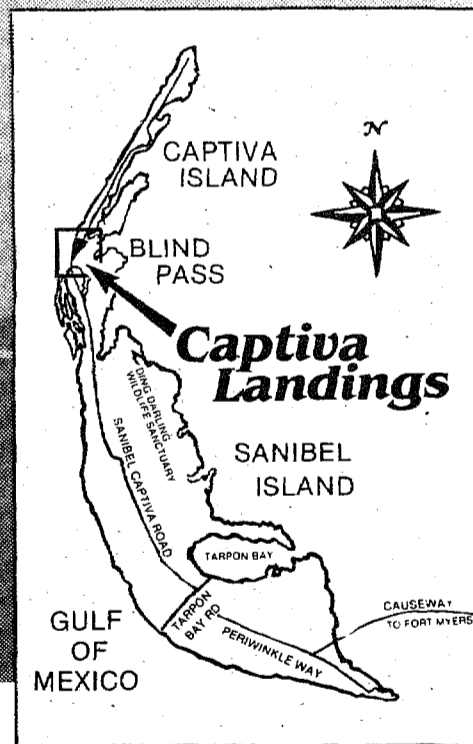 N
CAPTIVA
ISLAND
BLIND
PASS
Captiva
Landings
DING DARLING
WILDLIFE SANCTUARY
SANIBEL CAPTIVA ROAD
SANIBEL
ISLAND
TARPON BAY
TARPON
BAY RD
CAUSEWAY
TO FORT MYERS
PERIWINKLE WAY
GULF
OF
MEXICO